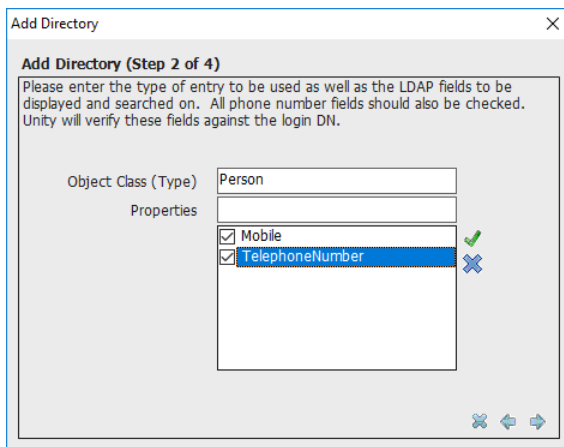 Add Directory
Add Directory (Step 2 of 4)
Please enter the type of entry to be used as well as the LDAP fields to be
displayed and searched on.  All phone number fields should also be checked.
Unity will verify these fields against the login DN.
Object Class (Type) Person
Properties
Mobile
TelephoneNumber